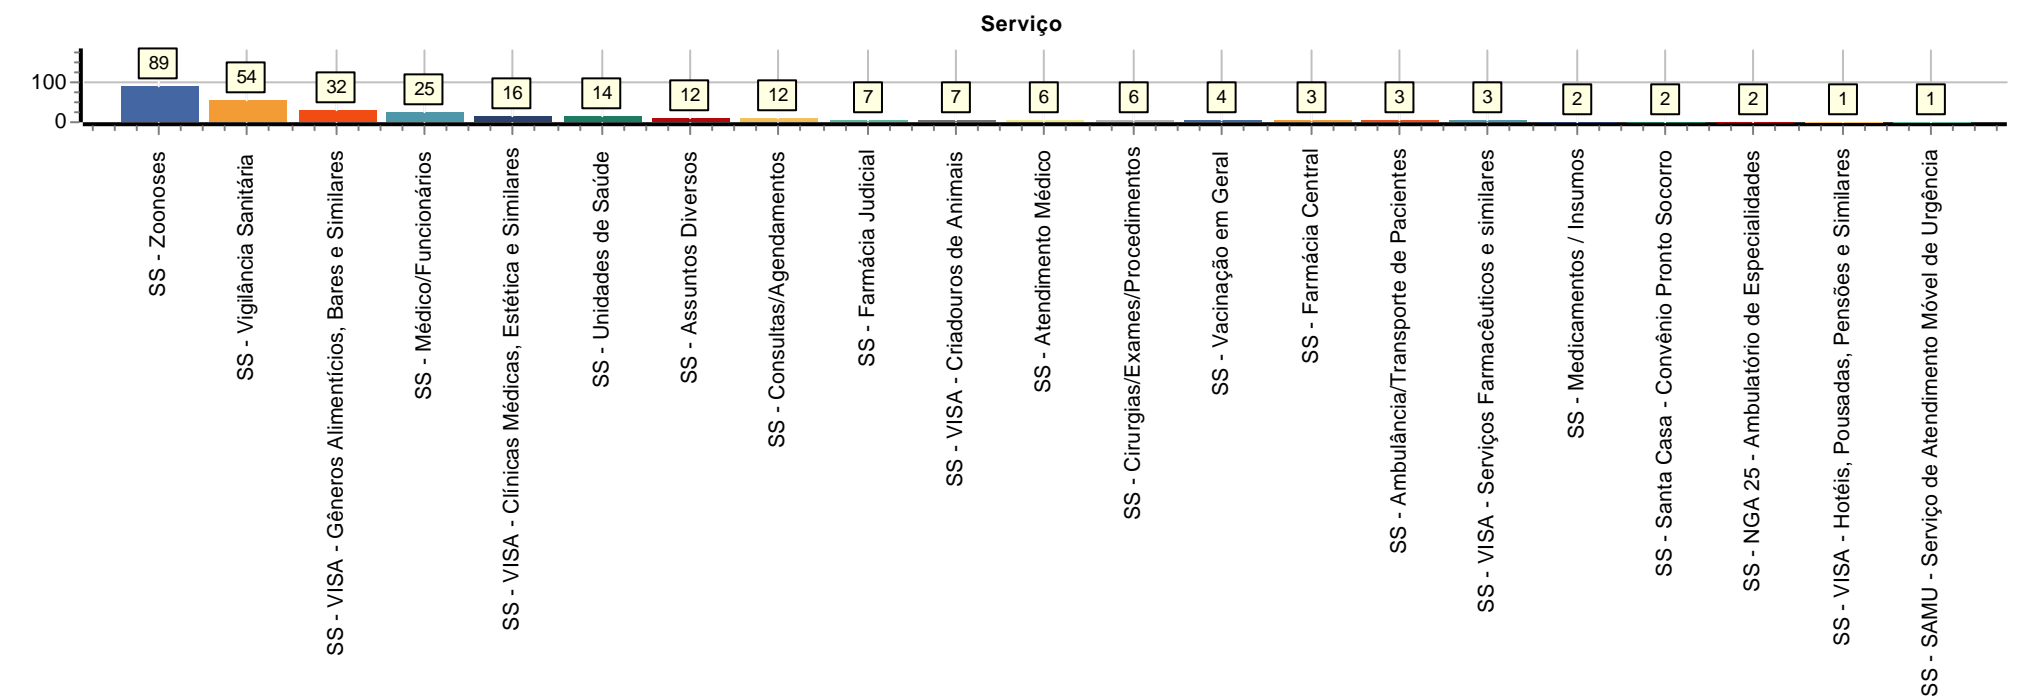 Serviço
100
0
89
54
32
25
16
14
12
12
7
7
6
6
4
3
3
3
2
2
2
1
1
SS - Zoonoses
SS - Vigilância Sanitária
SS - VISA - Gêneros Alimentícios, Bares e Similares
SS - Médico/Funcionários
SS - VISA - Clínicas Médicas, Estética e Similares
SS - Unidades de Saúde
SS - Assuntos Diversos
SS - Consultas/Agendamentos
SS - Farmácia Judicial
SS - VISA - Criadouros de Animais
SS - Atendimento Médico
SS - Cirurgias/Exames/Procedimentos
SS - Vacinação em Geral
SS - Farmácia Central
SS - Ambulância/Transporte de Pacientes
SS - VISA - Serviços Farmacêuticos e similares
SS - Medicamentos / Insumos
SS - Santa Casa - Convênio Pronto Socorro
SS - NGA 25 - Ambulatório de Especialidades
SS - VISA - Hotéis, Pousadas, Pensões e Similares
SS - SAMU - Serviço de Atendimento Móvel de Urgência